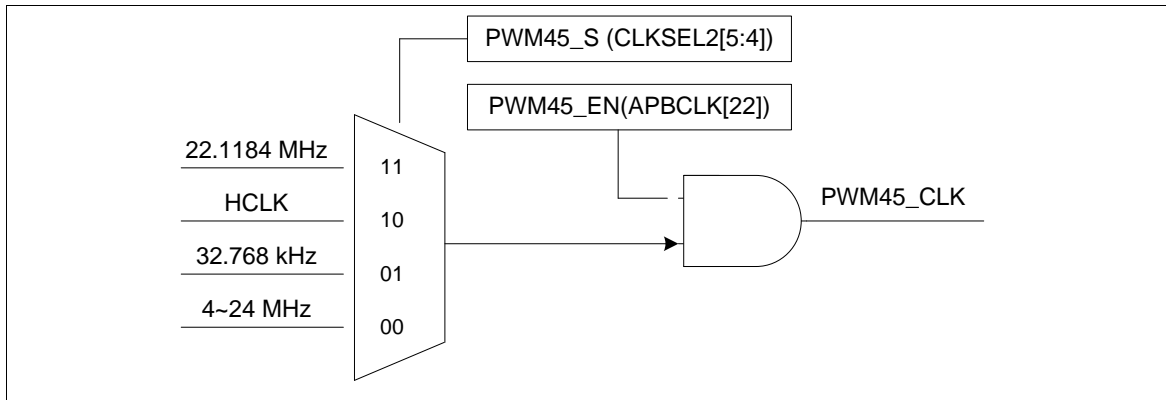 PWM45_S (CLKSEL2[5:4])
PWM45_EN(APBCLK[22])
22.1184 MHz
11
HCLK
10
PWM45_CLK
32.768 kHz
01
4~24 MHz
00